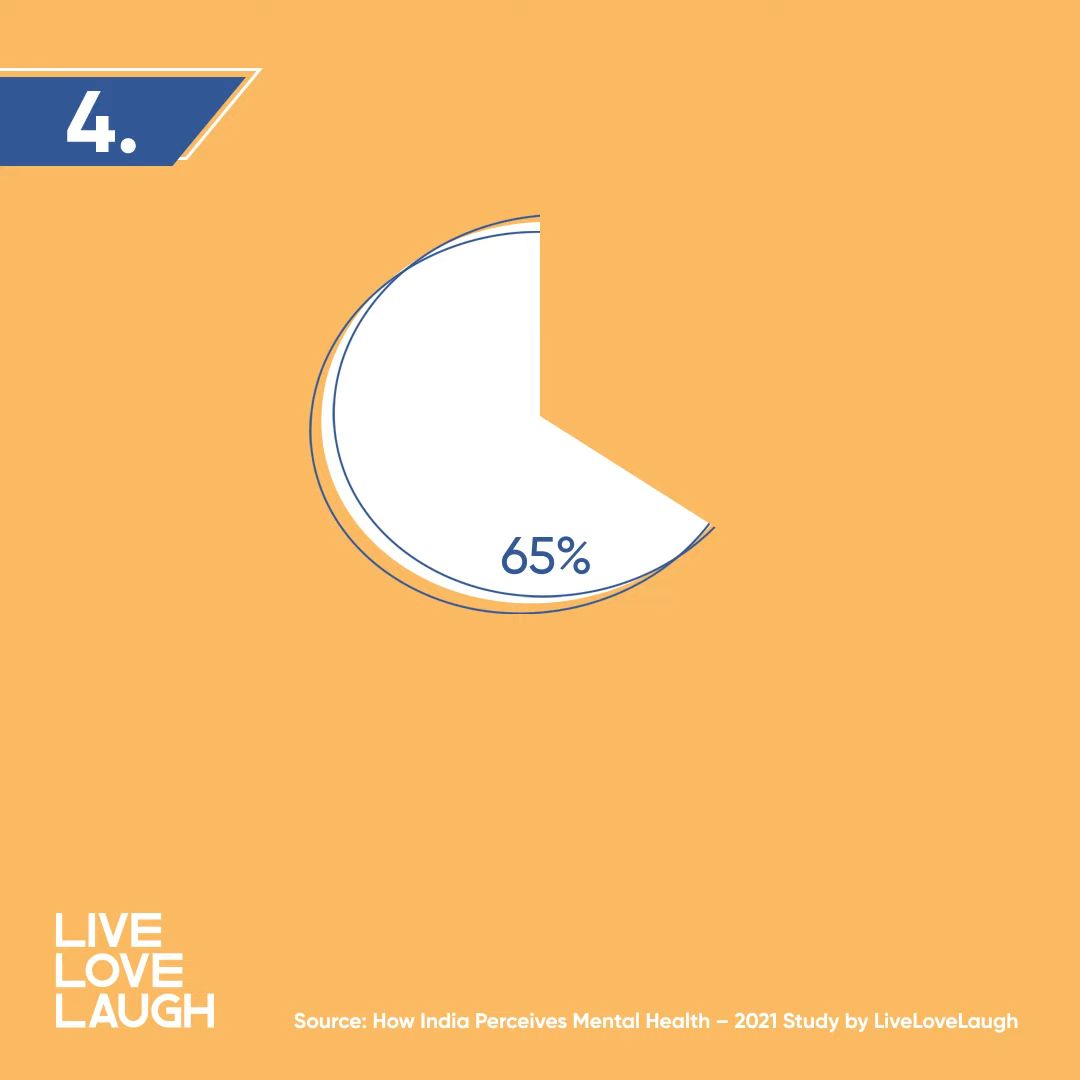 4.
65%
LIVE
LOVE
LAUGH
Source: How India Perceives Mental Health – 2021 Study by LiveLoveLaugh